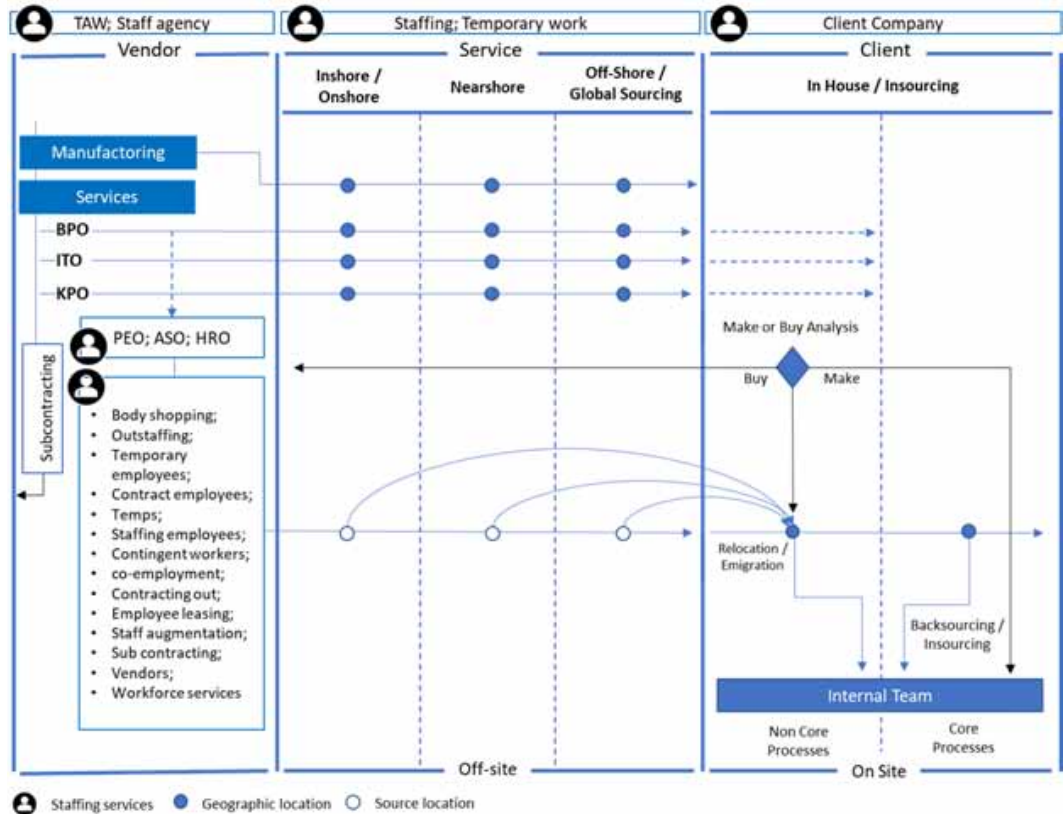 TAW; Staff agency
Staffing; Temporary work
Client Company
Vendor
Service
Client
Inshore /
Onshore
Nearshore
Off-Shore /
Global Sourcing
In House / Insourcing
Manufactoring
Services
BPO
ITO
KPO
PEO; ASO; HRO
Subcontracting
• Body shopping;
• Outstaffing;
• Temporary
employees;
• Contract employees;
• Temps;
• Staffing employees;
• Contingent workers;
• co-employment;
• Contracting out;
• Employee leasing;
• Staff augmentation;
• Sub contracting;
• Vendors;
• Workforce services
Make or Buy Analysis
Buy
Make
Relocation /
Emigration
Backsourcing /
Insourcing
Internal Team
Non Core
Processes
Core
Processes
Off-site
On Site
Staffing services
Geographic location
Source location